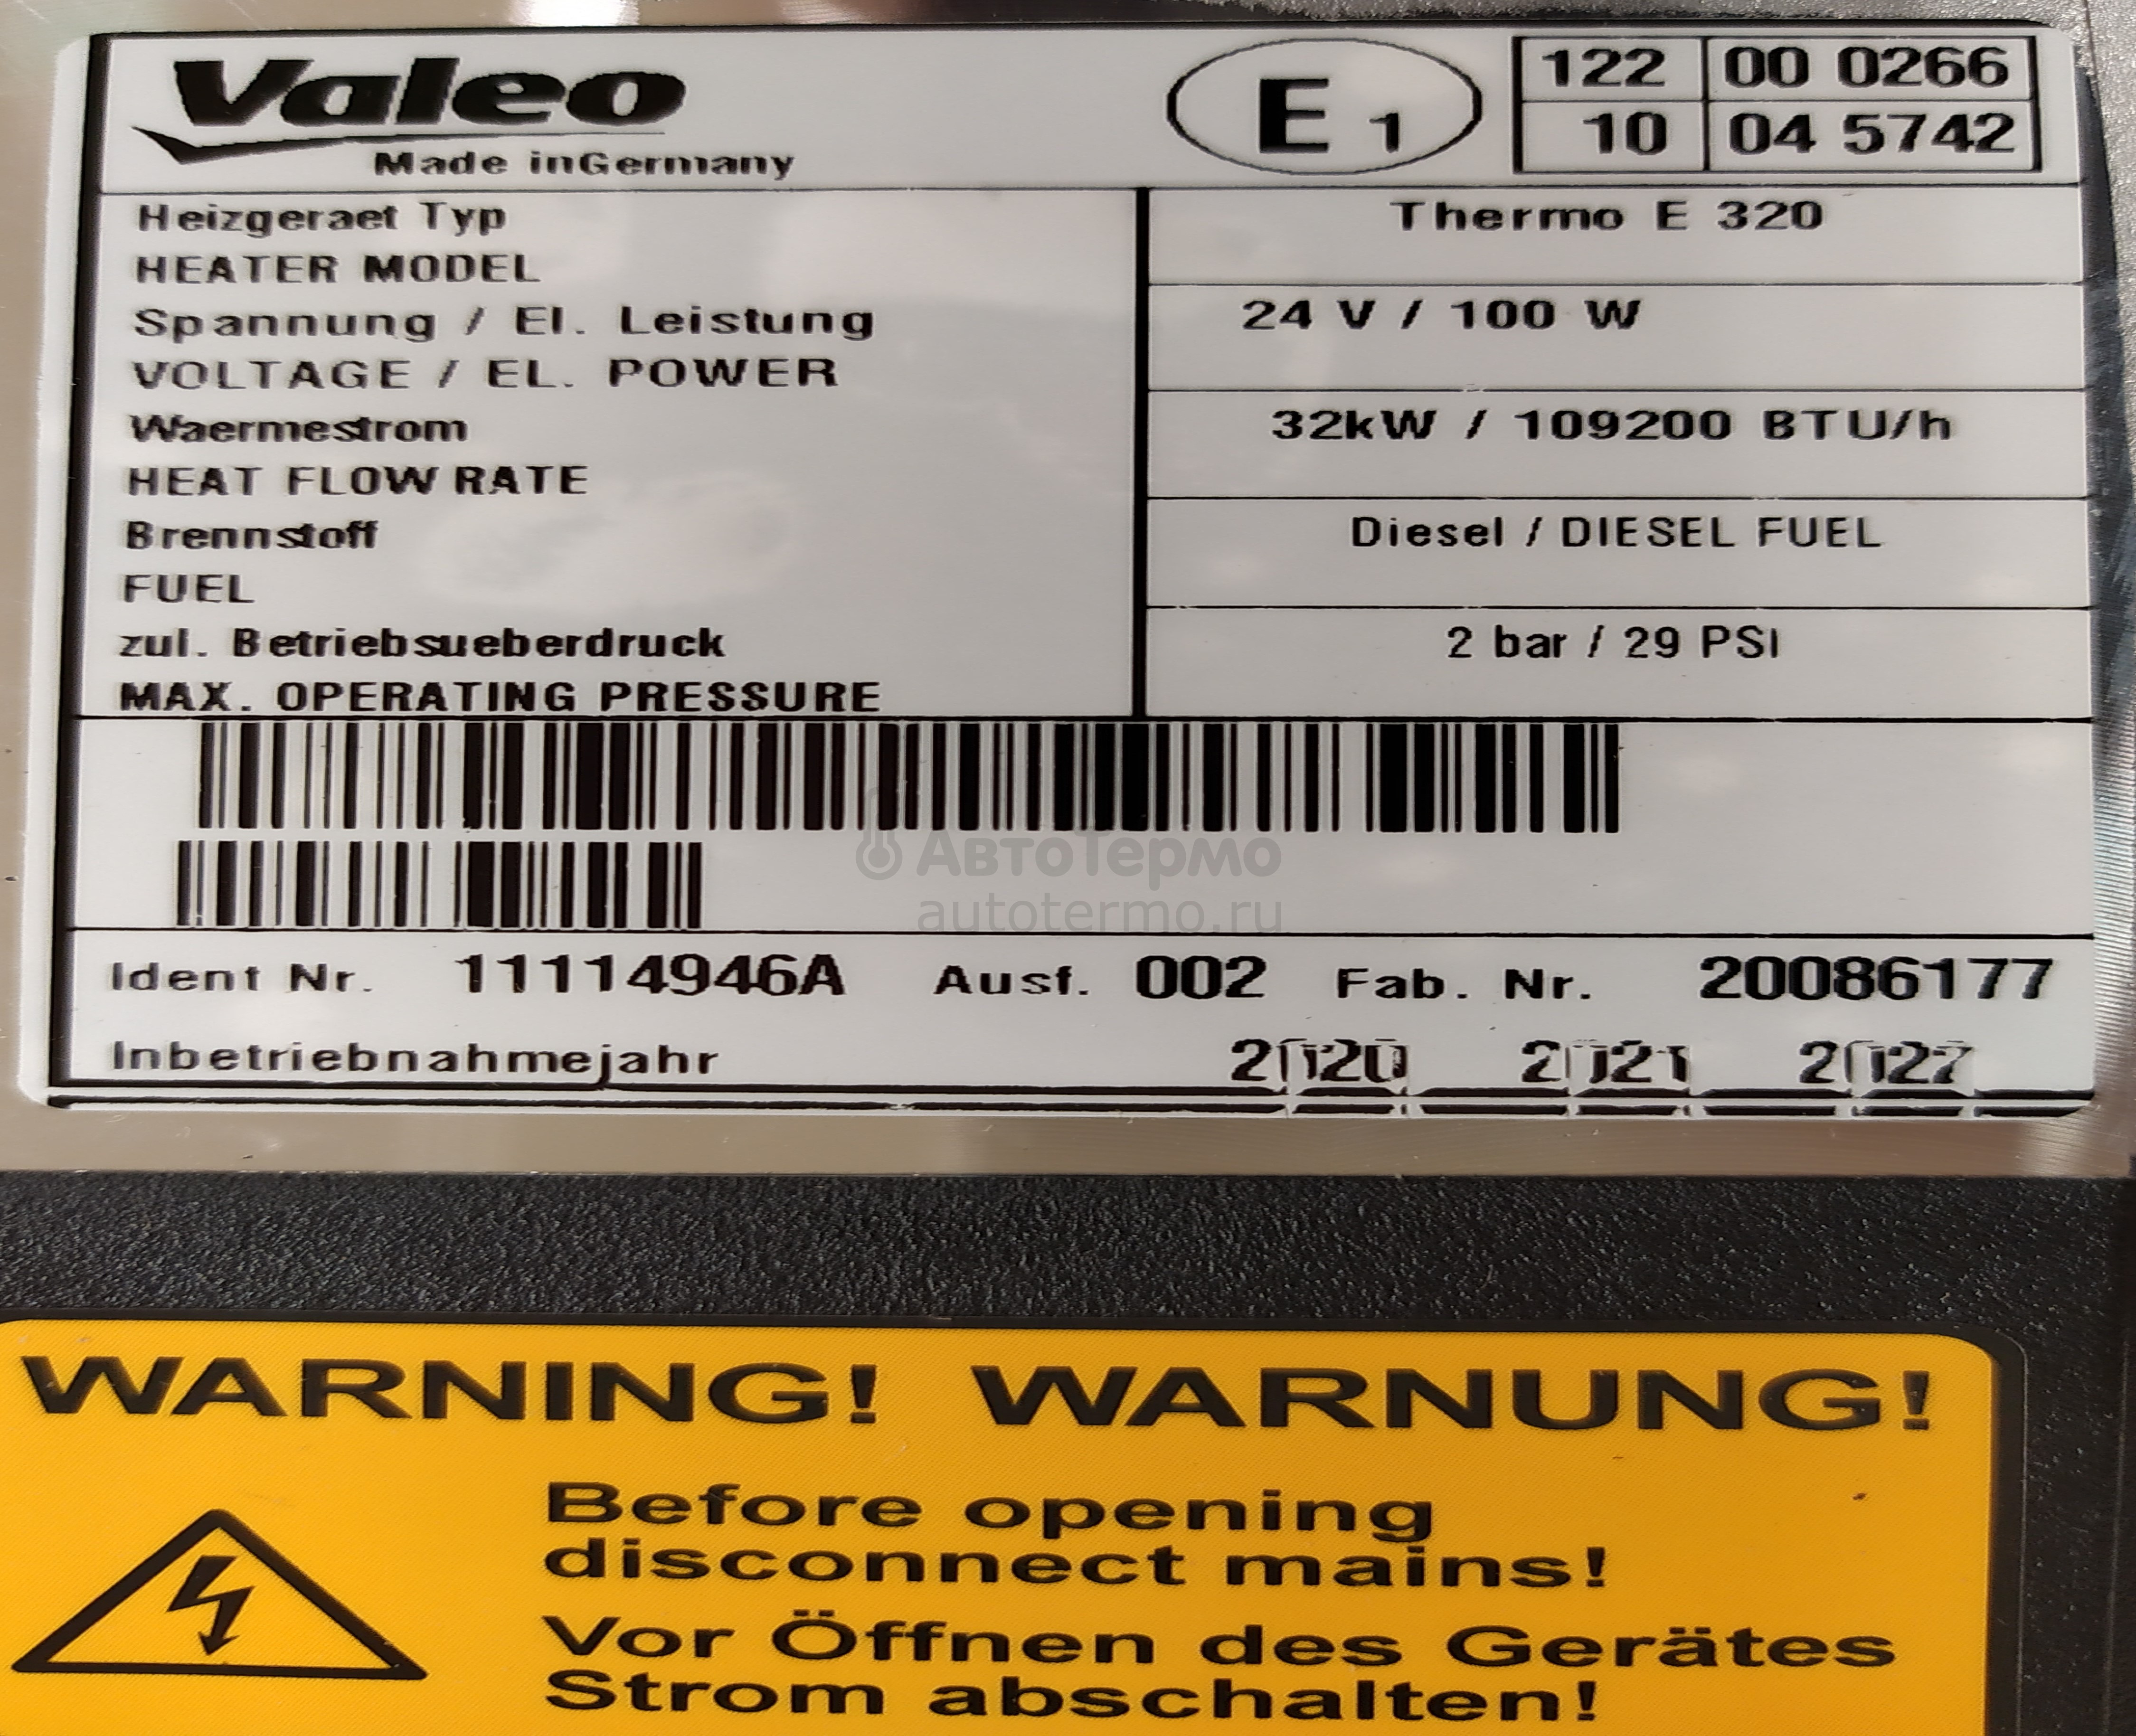 Valeo
Made inGermany
E 1
122 00 0266
10 04 5742
Heizgeraet Typ
HEATER MODEL
Thermo E 320
Spannung / El. Leistung
VOLTAGE / EL. POWER
24 V / 100 W
Waermestrom
HEAT FLOW RATE
32kW / 109200 BTU/h
Brennstoff
FUEL
Diesel / DIESEL FUEL
zul. Betriebsueberdruck
MAX. OPERATING PRESSURE
2 bar / 29 PSI
АвтоТермо
autotermo.ru
Ident Nr. 11114946A Ausf. 002 Fab. Nr. 20086177
Inbetriebnahmejahr 2020 2021
WARNING! WARNUNG!
Before opening
disconnect mains!
Vor Öffnen des Gerätes
Strom abschalten!